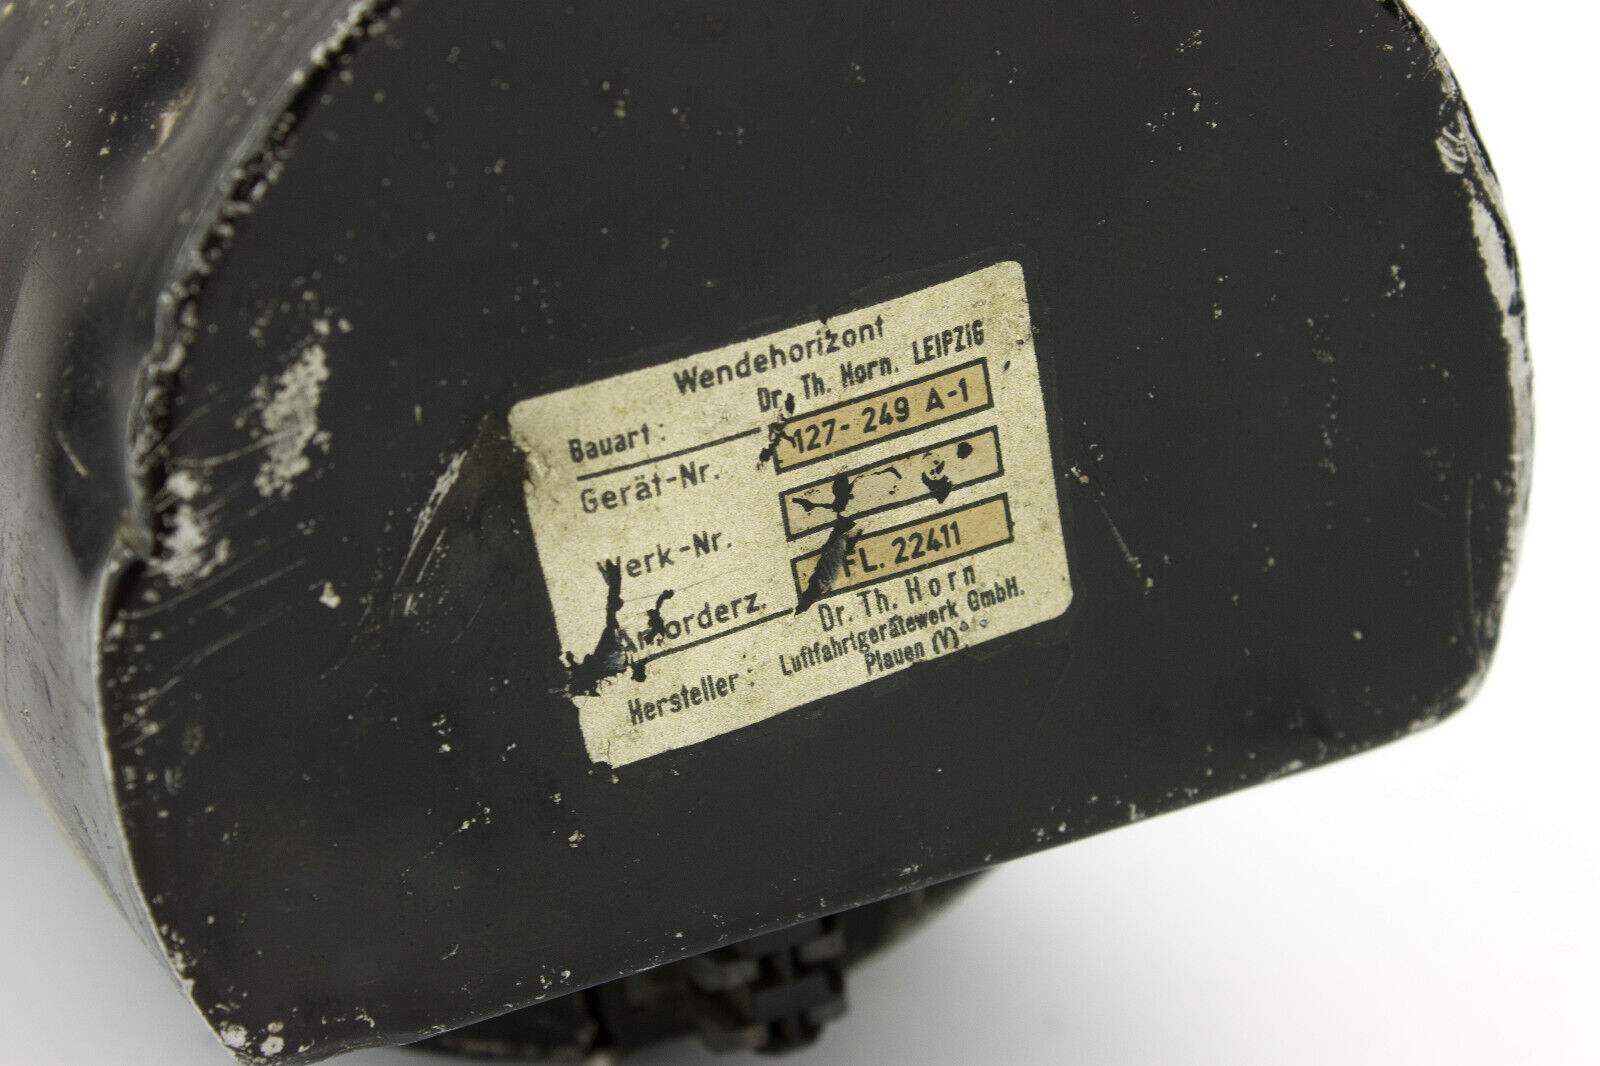 Wendehorizont
Bauart: Dr. Th. Horn. LEIPZIG
Gerät-Nr. 127-249 A-1
Werk-Nr.
Anforderz. FL. 22411
Hersteller: Dr. Th. Horn
Luftfahrtgerätewerk GmbH.
Plauen (V)